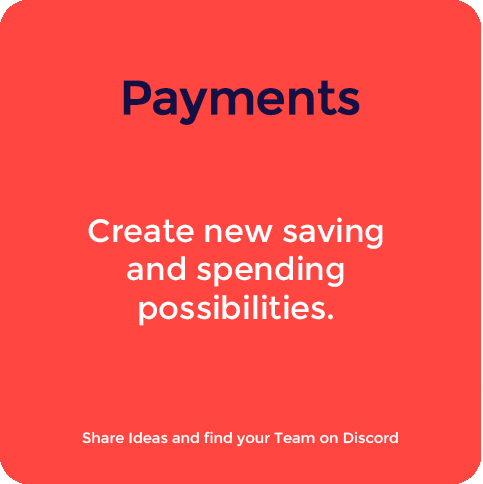 Payments
Create new saving
and spending
possibilities.
Share Ideas and find your Team on Discord